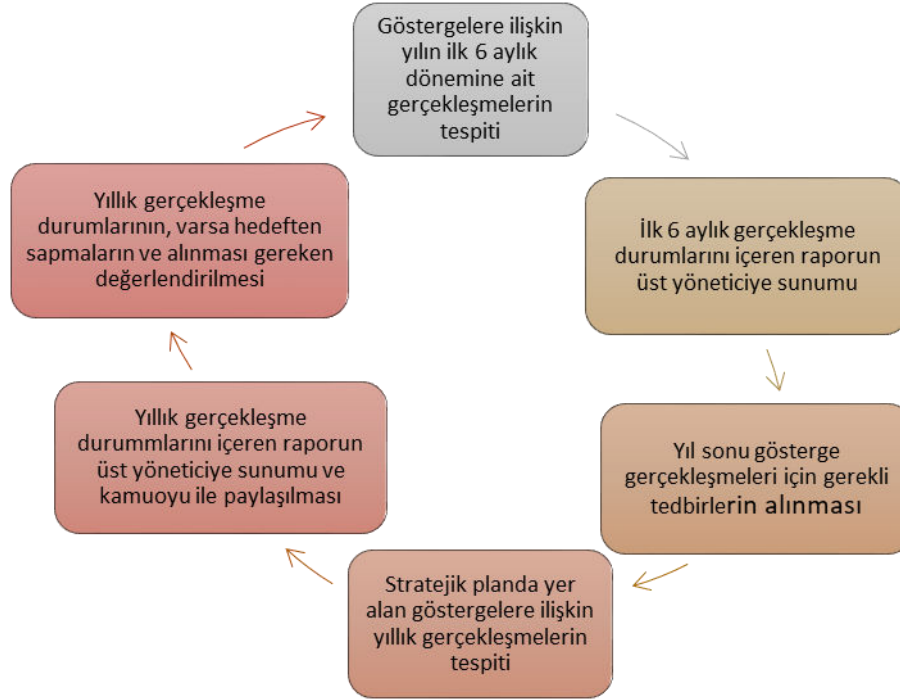 Göstergelere ilişkin
yılın ilk 6 aylık
dönemine ait
gerçekleşmelerin
tespiti
İlk 6 aylık gerçekleşme
durumlarını içeren raporun
üst yöneticiye sunumu
Yıl sonu gösterge
gerçekleşmeleri için gerekli
tedbirlerin alınması
Stratejik planda yer
alan göstergelere ilişkin
yıllık gerçekleşmelerin
tespiti
Yıllık gerçekleşme
durummlarını içeren raporun
üst yöneticiye sunumu ve
kamuoyu ile paylaşılması
Yıllık gerçekleşme
durumlarının, varsa hedeften
sapmaların ve alınması gereken
değerlendirilmesi